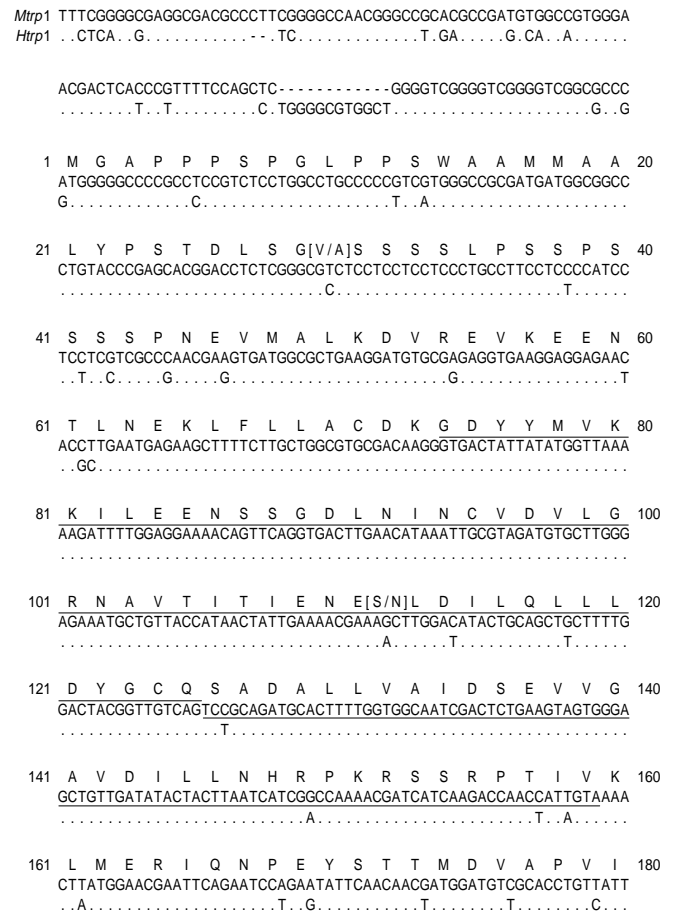 Mtrp1 TTTCGGGGCGAGGCGACGCCCTTCGGGGCCAACGGGCCGCACGCCGATGTGGCCGTGGGA
Htrp1 ..CTCA..G...........--.TC.............T.GA.....G.CA..A......
ACGACTCACCCGTTTTCCAGCTC------------GGGGTCGGGGTCGGGGTCGGCGCCC
........T..T.........C.TGGGGCGTGGCT.....................G..G
1 M G A P P P S P G L P P S W A A M M A A 20
ATGGGGGCCCCGCCTCCGTCTCCTGGCCTGCCCCCGTCGTGGGCCGCGATGATGGCGGCC
G.............C....................T..A.....................
21 L Y P S T D L S G[V/A]S S S S L P S S P S 40
CTGTACCCGAGCACGGACCTCTCGGGCGTCTCCTCCTCCTCCCTGCCTTCCTCCCCATCC
............................C........................T......
41 S S S P N E V M A L K D V R E V K E E N 60
TCCTCGTCGCCCAACGAAGTGATGGCGCTGAAGGATGTGCGAGAGGTGAAGGAGGAGAAC
..T..C.....G.....G.......................G.................T
61 T L N E K L F L L A C D K G D Y Y M V K 80
ACCTTGAATGAGAAGCTTTTCTTGCTGGCGTGCGACAAGGGTGACTATTATATGGTTAAA
..GC........................................................
81 K I L E E N S S G D L N I N C V D V L G 100
AAGATTTTGGAGGAAAACAGTTCAGGTGACTTGAACATAAATTGCGTAGATGTGCTTGGG
............................................................
101 R N A V T I T I E N E[S/N]L D I L Q L L L 120
AGAAATGCTGTTACCATAACTATTGAAAACGAAAGCTTGGACATACTGCAGCTGCTTTTG
..................................A......T...........T......
121 D Y G C Q S A D A L L V A I D S E V V G 140
GACTACGGTTGTCAGTCCGCAGATGCACTTTTGGTGGCAATCGACTCTGAAGTAGTGGGA
.................T..........................................
141 A V D I L L N H R P K R S S R P T I V K 160
GCTGTTGATATACTACTTAATCATCGGCCAAAACGATCATCAAGACCAACCATTGTAAAA
..........................A.......................T..A......
161 L M E R I Q N P E Y S T T M D V A P V I 180
CTTATGGAACGAATTCAGAATCCAGAATATTCAACAACGATGGATGTCGCACCTGTTATT
..A....................T..G...........T........T........C...